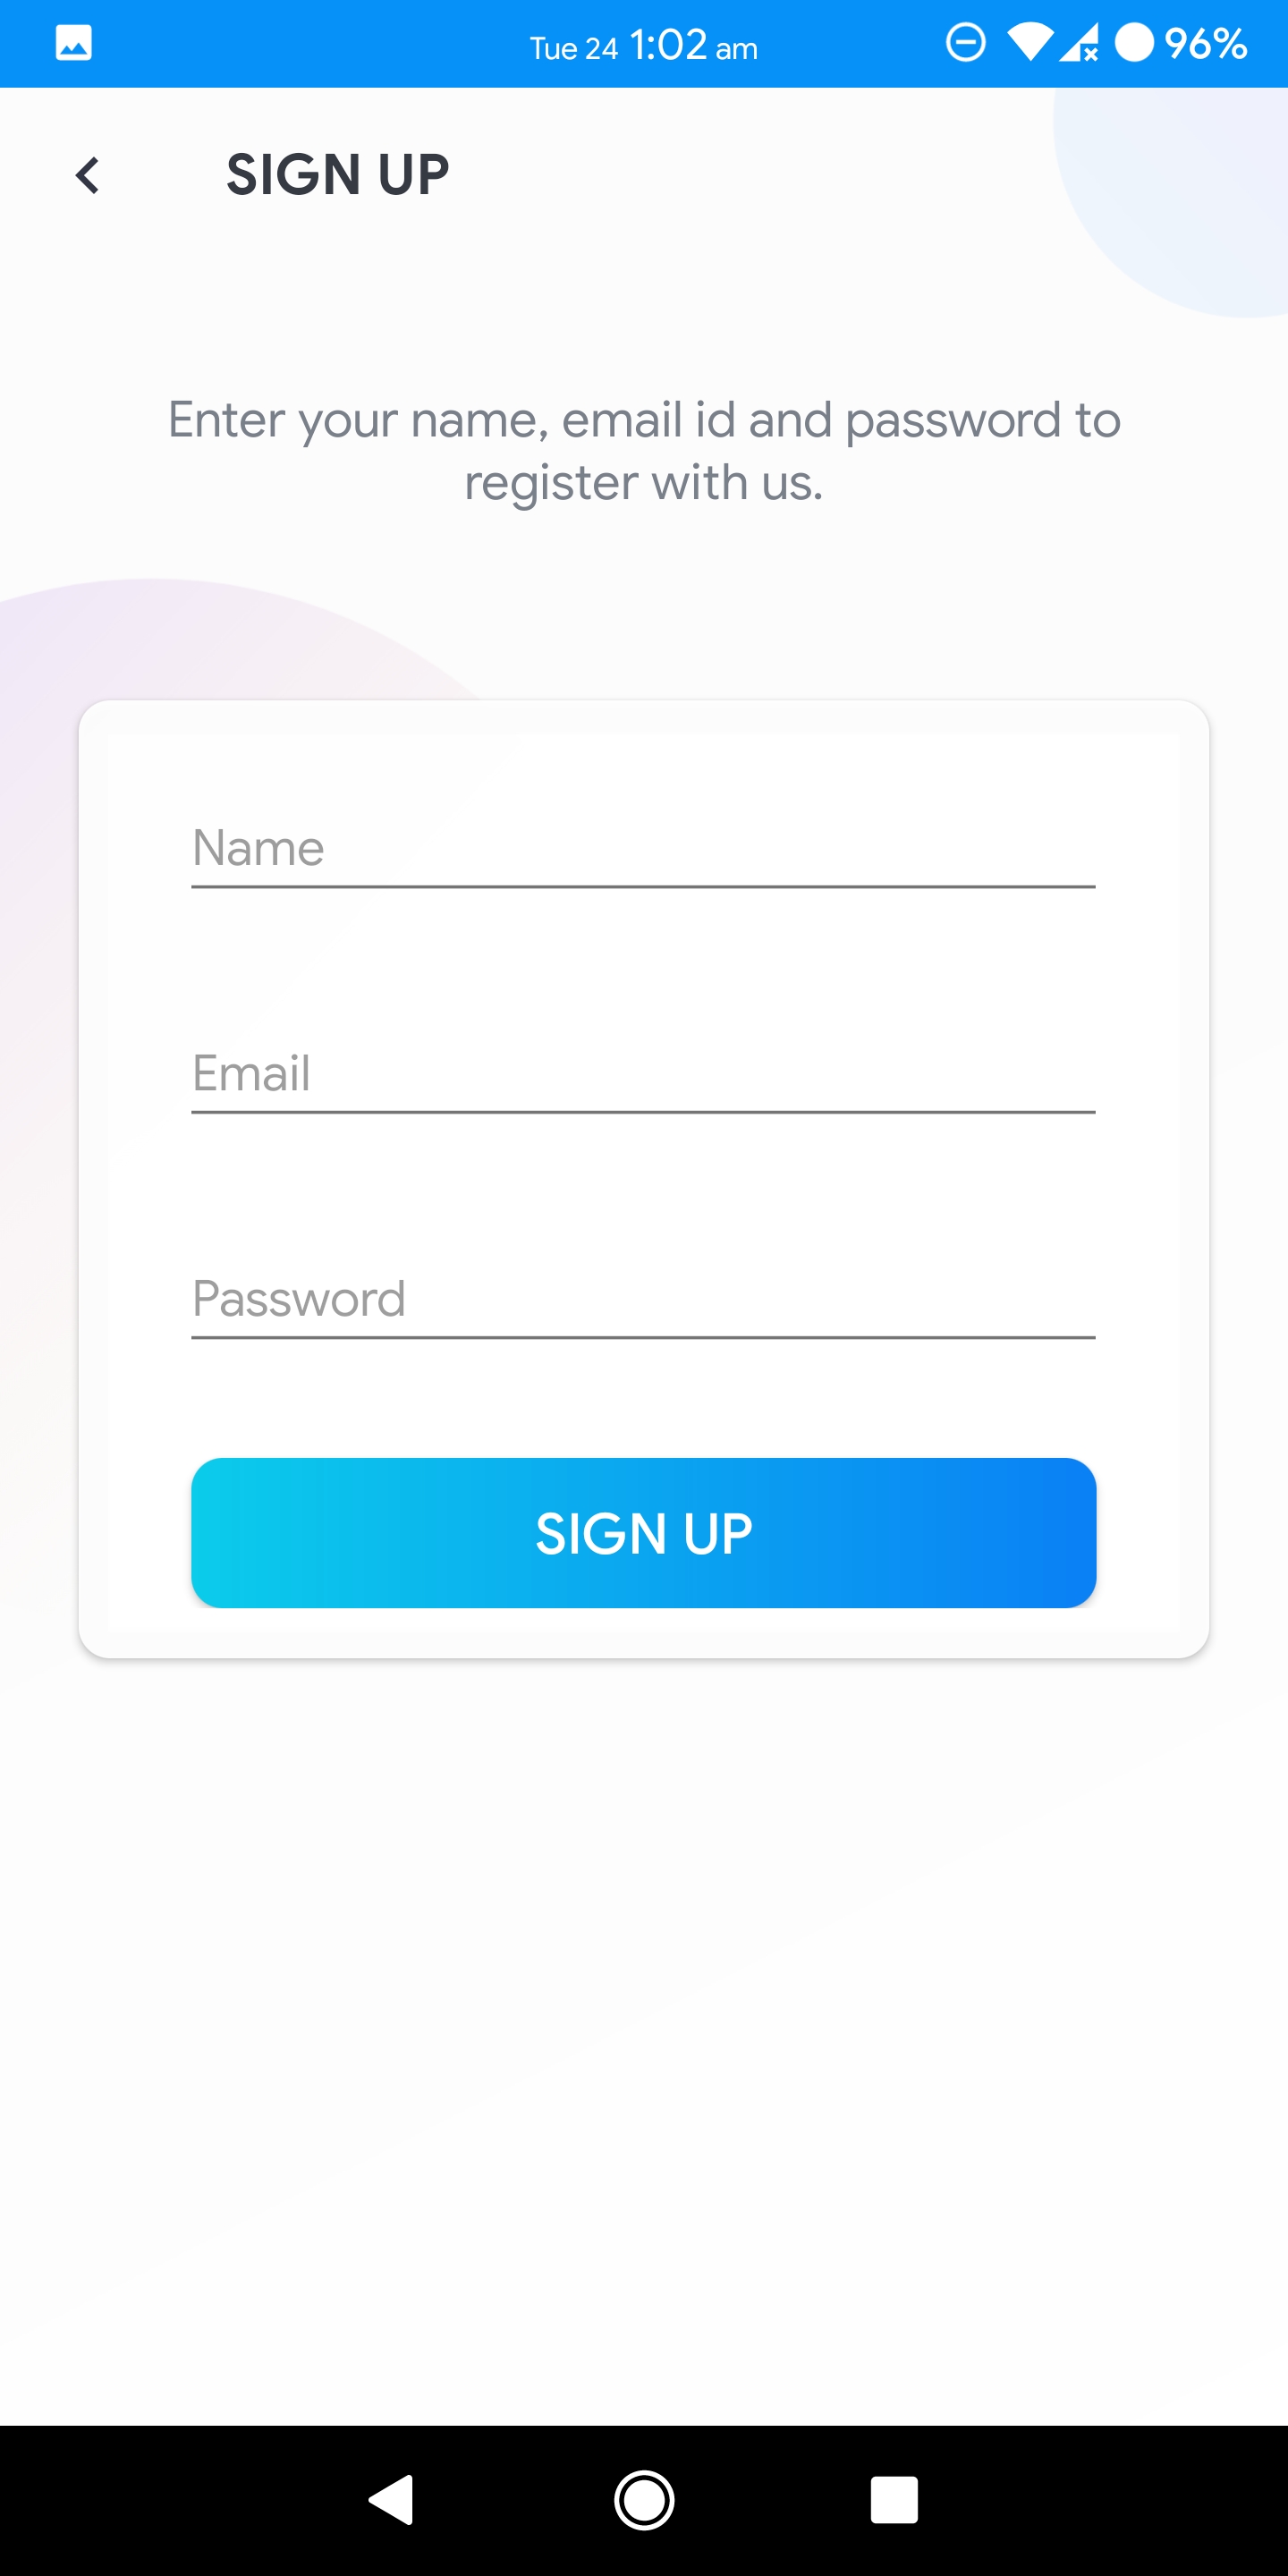 Tue 24 1:02 am 96%
SIGN UP
Enter your name, email id and password to
register with us.
Name
Email
Password
SIGN UP